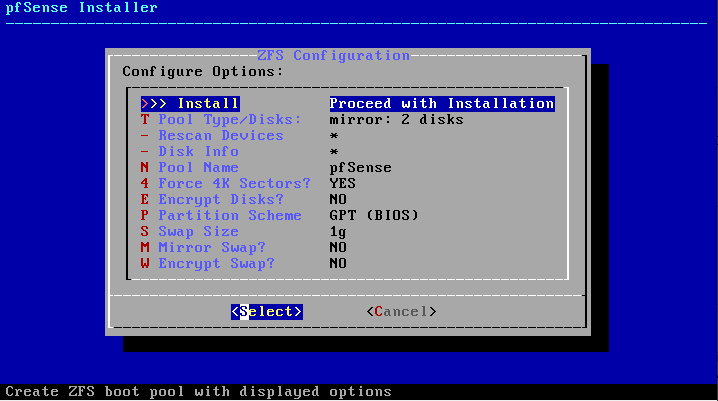 pfSense Installer
ZFS Configuration
Configure Options:
>>> Install Proceed with Installation
T Pool Type/Disks: mirror: 2 disks
- Rescan Devices *
- Disk Info *
N Pool Name pfSense
4 Force 4K Sectors? YES
E Encrypt Disks? NO
P Partition Scheme GPT (BIOS)
S Swap Size 1g
M Mirror Swap? NO
W Encrypt Swap? NO
<Select> <Cancel>
Create ZFS boot pool with displayed options